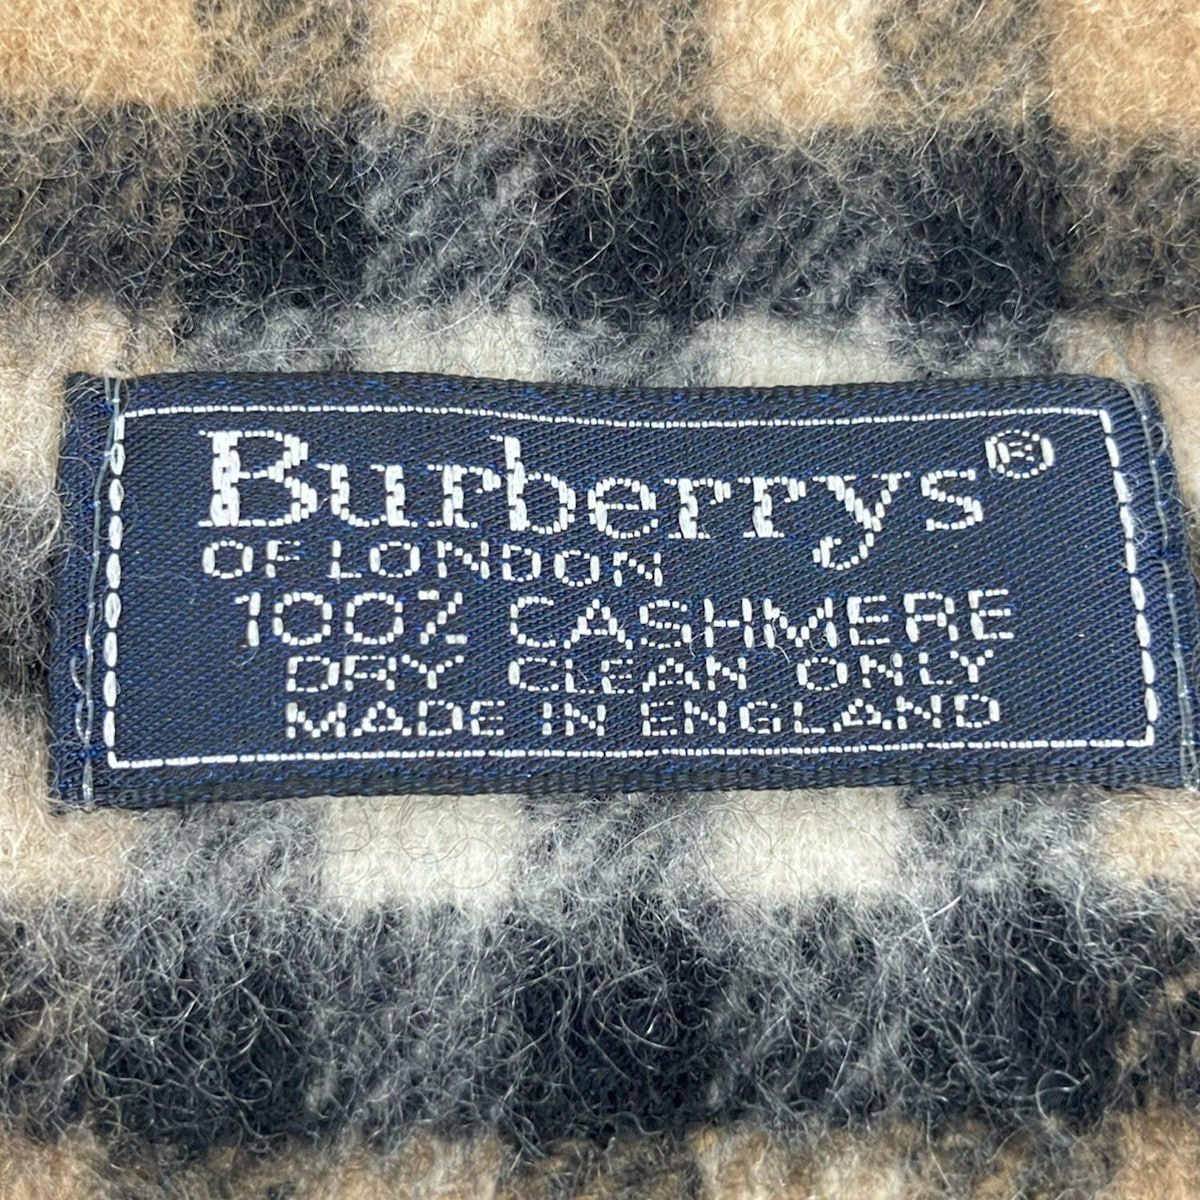 Burberrys®
OF LONDON
100% CASHMERE
DRY CLEAN ONLY
MADE IN ENGLAND